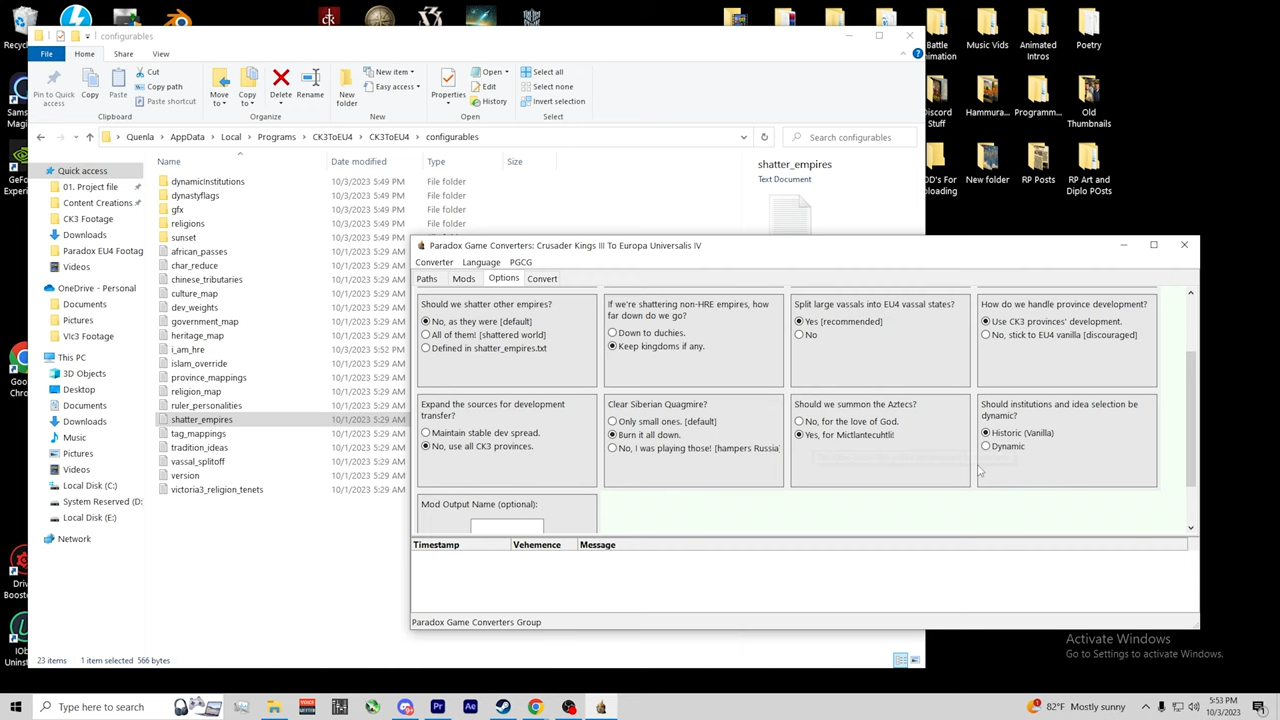 Recycl
Battle
Animation
Music Vids
Animated
Intros
Poetry
Discord
Stuff
Hammura...
Programm...
Old
Thumbnails
New folder
RP Posts
RP Art and
Diplo POsts
configurables
File
Home
Share
View
Pin to Quick
access
Copy
Paste
Cut
Copy path
Paste shortcut
Clipboard
Move
to
Copy
to
Delete
Rename
Organize
New
folder
New item
Easy access
New
Properties
Open
Edit
History
Open
Select all
Select none
Invert selection
Select
Quenla
AppData
Local
Programs
CK3ToEU4
CK3ToEU4
configurables
Search configurables
Name
Date modified
Type
Size
Quick access
01. Project file
Content Creations
CK3 Footage
Downloads
Paradox EU4 Footag
Videos
OneDrive - Personal
Documents
Pictures
VIc3 Footage
This PC
3D Objects
Desktop
Documents
Downloads
Music
Pictures
Videos
Local Disk (C:)
System Reserved (D:
Local Disk (E:)
Network
dynamicInstitutions 10/3/2023 5:49 PM File folder
dynastyflags 10/3/2023 5:49 PM File folder
gfx 10/3/2023 5:49 PM File folder
religions 10/3/2023 5:49 PM File folder
sunset 10/3/2023 5:49 PM File folder
african_passes 10/1/2023 5:29 AM
char_reduce 10/1/2023 5:29 AM
chinese_tributaries 10/1/2023 5:29 AM
culture_map 10/1/2023 5:29 AM
dev_weights 10/1/2023 5:29 AM
government_map 10/1/2023 5:29 AM
heritage_map 10/1/2023 5:29 AM
i_am_hre 10/3/2023 5:52 PM
islam_override 10/1/2023 5:29 AM
province_mappings 10/1/2023 5:29 AM
religion_map 10/1/2023 5:29 AM
ruler_personalities 10/1/2023 5:29 AM
shatter_empires 10/1/2023 5:29 AM
tag_mappings 10/1/2023 5:29 AM
tradition_ideas 10/1/2023 5:29 AM
vassal_splitoff 10/1/2023 5:29 AM
version 10/1/2023 5:29 AM
victoria3_religion_tenets 10/1/2023 5:29 AM
shatter_empires
Text Document
23 items
1 item selected 566 bytes
Paradox Game Converters: Crusader Kings III To Europa Universalis IV
Converter
Language
PGCG
Paths
Mods
Options
Convert
Should we shatter other empires?
No, as they were [default]
All of them! [shattered world]
Defined in shatter_empires.txt
If we're shattering non-HRE empires, how
far down do we go?
Down to duchies.
Keep kingdoms if any.
Split large vassals into EU4 vassal states?
Yes [recommended]
No
How do we handle province development?
Use CK3 provinces' development.
No, stick to EU4 vanilla [discouraged]
Expand the sources for development
transfer?
Maintain stable dev spread.
No, use all CK3 provinces.
Clear Siberian Quagmire?
Only small ones. [default]
Burn it all down.
No, I was playing those! [hampers Russia
Should we summon the Aztecs?
No, for the love of God.
Yes, for Mictlantecuhtli!
Should institutions and idea selection be
dynamic?
Historic (Vanilla)
Dynamic
Mod Output Name (optional):
Timestamp
Vehemence
Message
Paradox Game Converters Group
Activate Windows
Go to Settings to activate Windows.
Type here to search
82°F Mostly sunny
5:53 PM
10/3/2023